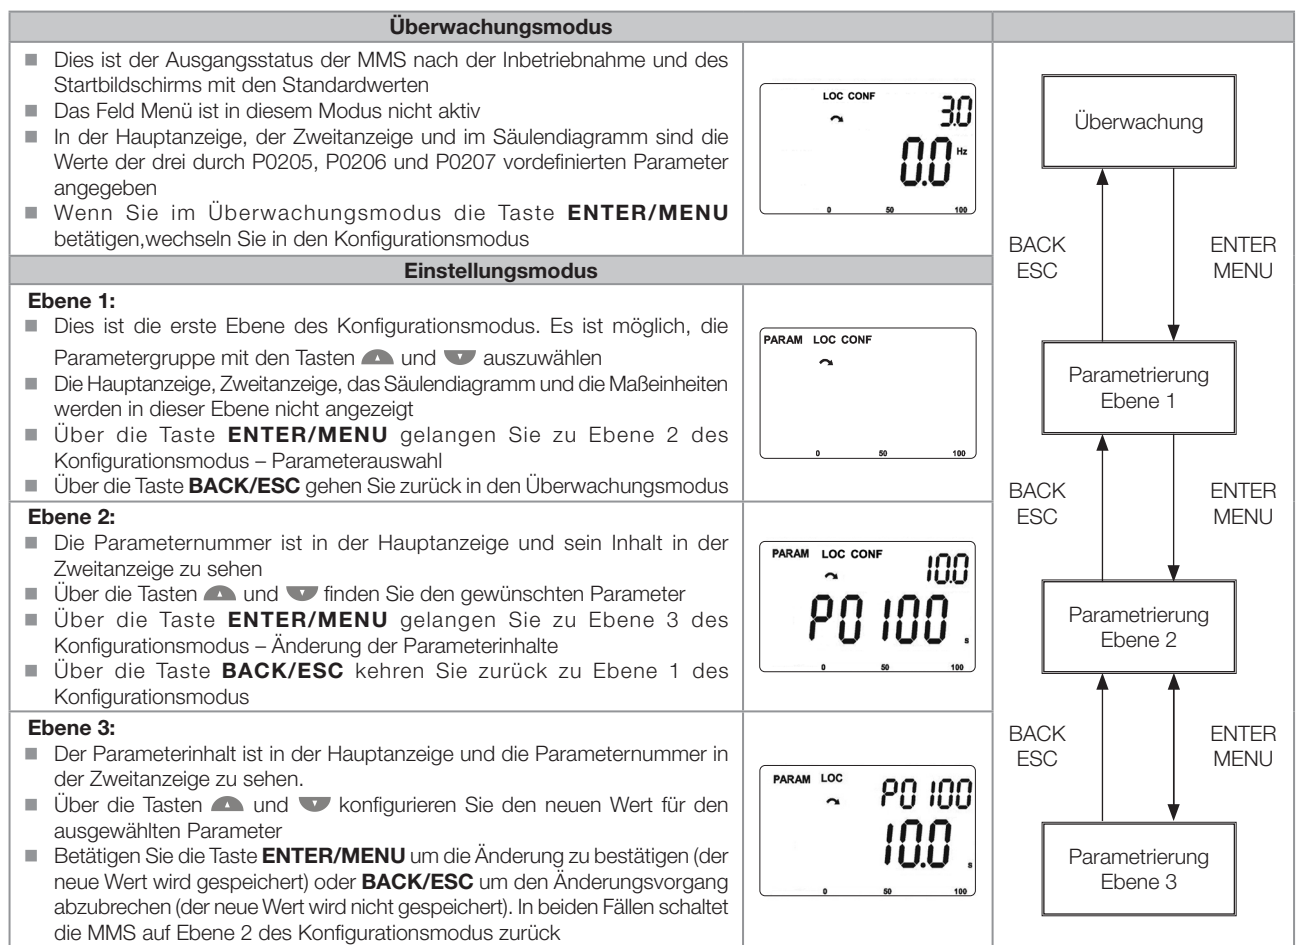 Überwachungsmodus
■ Dies ist der Ausgangsstatus der MMS nach der Inbetriebnahme und des
Startbildschirms mit den Standardwerten
■ Das Feld Menü ist in diesem Modus nicht aktiv
■ In der Hauptanzeige, der Zweitanzeige und im Säulendiagramm sind die
Werte der drei durch P0205, P0206 und P0207 vordefinierten Parameter
angegeben
■ Wenn Sie im Überwachungsmodus die Taste ENTER/MENU
betätigen,wechseln Sie in den Konfigurationsmodus
LOC CONF
3.0
0.0 Hz
0 50 100
Einstellungsmodus
Ebene 1:
■ Dies ist die erste Ebene des Konfigurationsmodus. Es ist möglich, die
Parametergruppe mit den Tasten und auszuwählen
■ Die Hauptanzeige, Zweitanzeige, das Säulendiagramm und die Maßeinheiten
werden in dieser Ebene nicht angezeigt
■ Über die Taste ENTER/MENU gelangen Sie zu Ebene 2 des
Konfigurationsmodus – Parameterauswahl
■ Über die Taste BACK/ESC gehen Sie zurück in den Überwachungsmodus
PARAM LOC CONF
0 50 100
Ebene 2:
■ Die Parameternummer ist in der Hauptanzeige und sein Inhalt in der
Zweitanzeige zu sehen
■ Über die Tasten und finden Sie den gewünschten Parameter
■ Über die Taste ENTER/MENU gelangen Sie zu Ebene 3 des
Konfigurationsmodus – Änderung der Parameterinhalte
■ Über die Taste BACK/ESC kehren Sie zurück zu Ebene 1 des
Konfigurationsmodus
PARAM LOC CONF
10.0
P0100 s
0 50 100
Ebene 3:
■ Der Parameterinhalt ist in der Hauptanzeige und die Parameternummer in
der Zweitanzeige zu sehen.
■ Über die Tasten und konfigurieren Sie den neuen Wert für den
ausgewählten Parameter
■ Betätigen Sie die Taste ENTER/MENU um die Änderung zu bestätigen (der
neue Wert wird gespeichert) oder BACK/ESC um den Änderungsvorgang
abzubrechen (der neue Wert wird nicht gespeichert). In beiden Fällen schaltet
die MMS auf Ebene 2 des Konfigurationsmodus zurück
PARAM LOC
P0100
10.0 s
0 50 100
Überwachung
BACK
ESC
ENTER
MENU
Parametrierung
Ebene 1
BACK
ESC
ENTER
MENU
Parametrierung
Ebene 2
BACK
ESC
ENTER
MENU
Parametrierung
Ebene 3